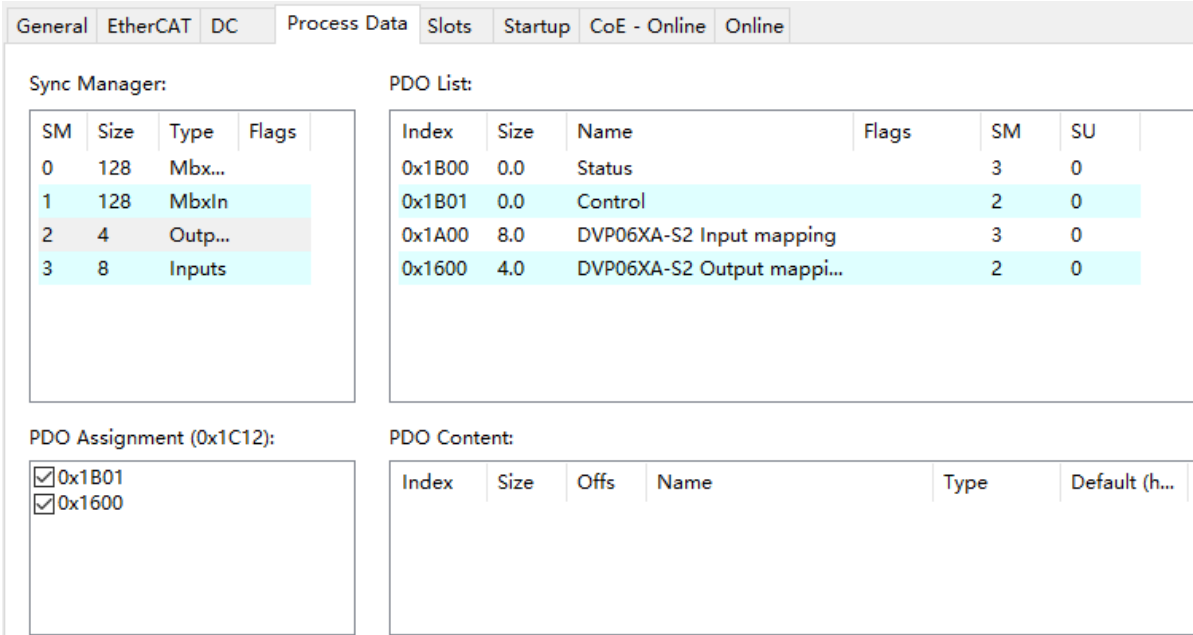 General EtherCAT DC Process Data Slots Startup CoE - Online Online
Sync Manager:
SM Size Type Flags
0 128 Mbx...
1 128 MbxIn
2 4 Outp...
3 8 Inputs
PDO List:
Index Size Name Flags SM SU
0x1B00 0.0 Status 3 0
0x1B01 0.0 Control 2 0
0x1A00 8.0 DVP06XA-S2 Input mapping 3 0
0x1600 4.0 DVP06XA-S2 Output mappi... 2 0
PDO Assignment (0x1C12):
0x1B01
0x1600
PDO Content:
Index Size Offs Name Type Default (h...